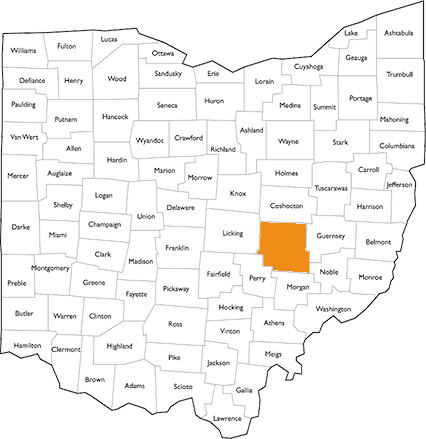 Lake
Ashtabula
Lucas
Fulton
Williams
Ottawa
Geauga
Cuyahoga
Trumbull
Sandusky
Erie
Wood
Lorain
Defiance
Henry
Portage
Paulding
Seneca
Huron
Medina
Summit
Hancock
Putnam
Mahoning
Ashland
Van Wert
Wyandot
Crawford
Wayne
Stark
Columbiana
Allen
Richland
Hardin
Marion
Carroll
Mercer
Auglaize
Morrow
Holmes
Jefferson
Tuscarawas
Logan
Knox
Shelby
Coshocton
Harrison
Union
Delaware
Champaign
Darke
Miami
Licking
Guernsey
Belmont
Franklin
Clark
Madison
Montgomery
Fairfield
Noble
Perry
Monroe
Preble
Greene
Pickaway
Morgan
Fayette
Hocking
Washington
Butler
Warren
Clinton
Ross
Athens
Vinton
Hamilton
Clermont
Highland
Meigs
Pike
Jackson
Brown
Adams
Scioto
Gallia
Lawrence